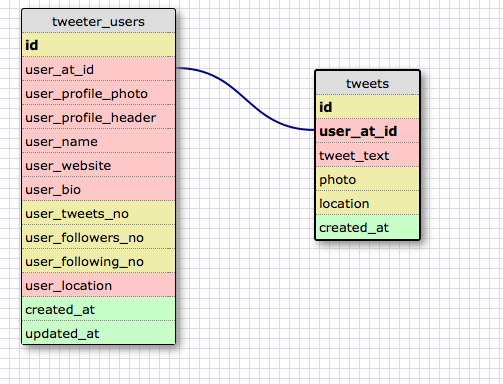 tweeter_users
id
user_at_id
user_profile_photo
user_profile_header
user_name
user_website
user_bio
user_tweets_no
user_followers_no
user_following_no
user_location
created_at
updated_at
tweets
id
user_at_id
tweet_text
photo
location
created_at